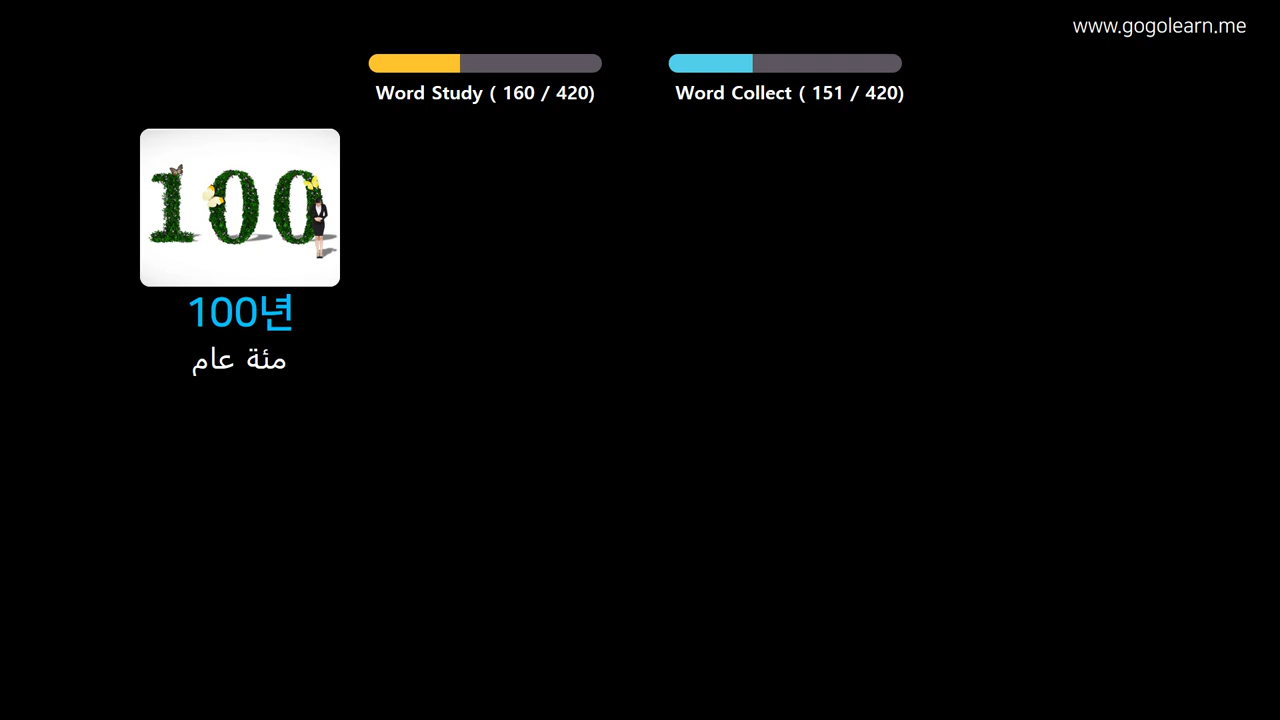 www.gogolearn.me
Word Study ( 160 / 420)
Word Collect ( 151 / 420)
100
100년
مئة عام